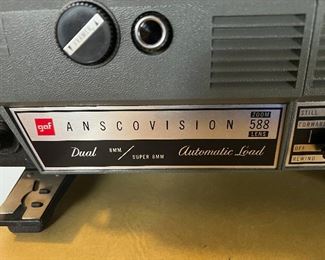 gaf
ANSCOVISION
ZOOM
588
LENS
Dual 8MM/SUPER 8MM Automatic Load
STILL
FORWARD
OFF
REWIND